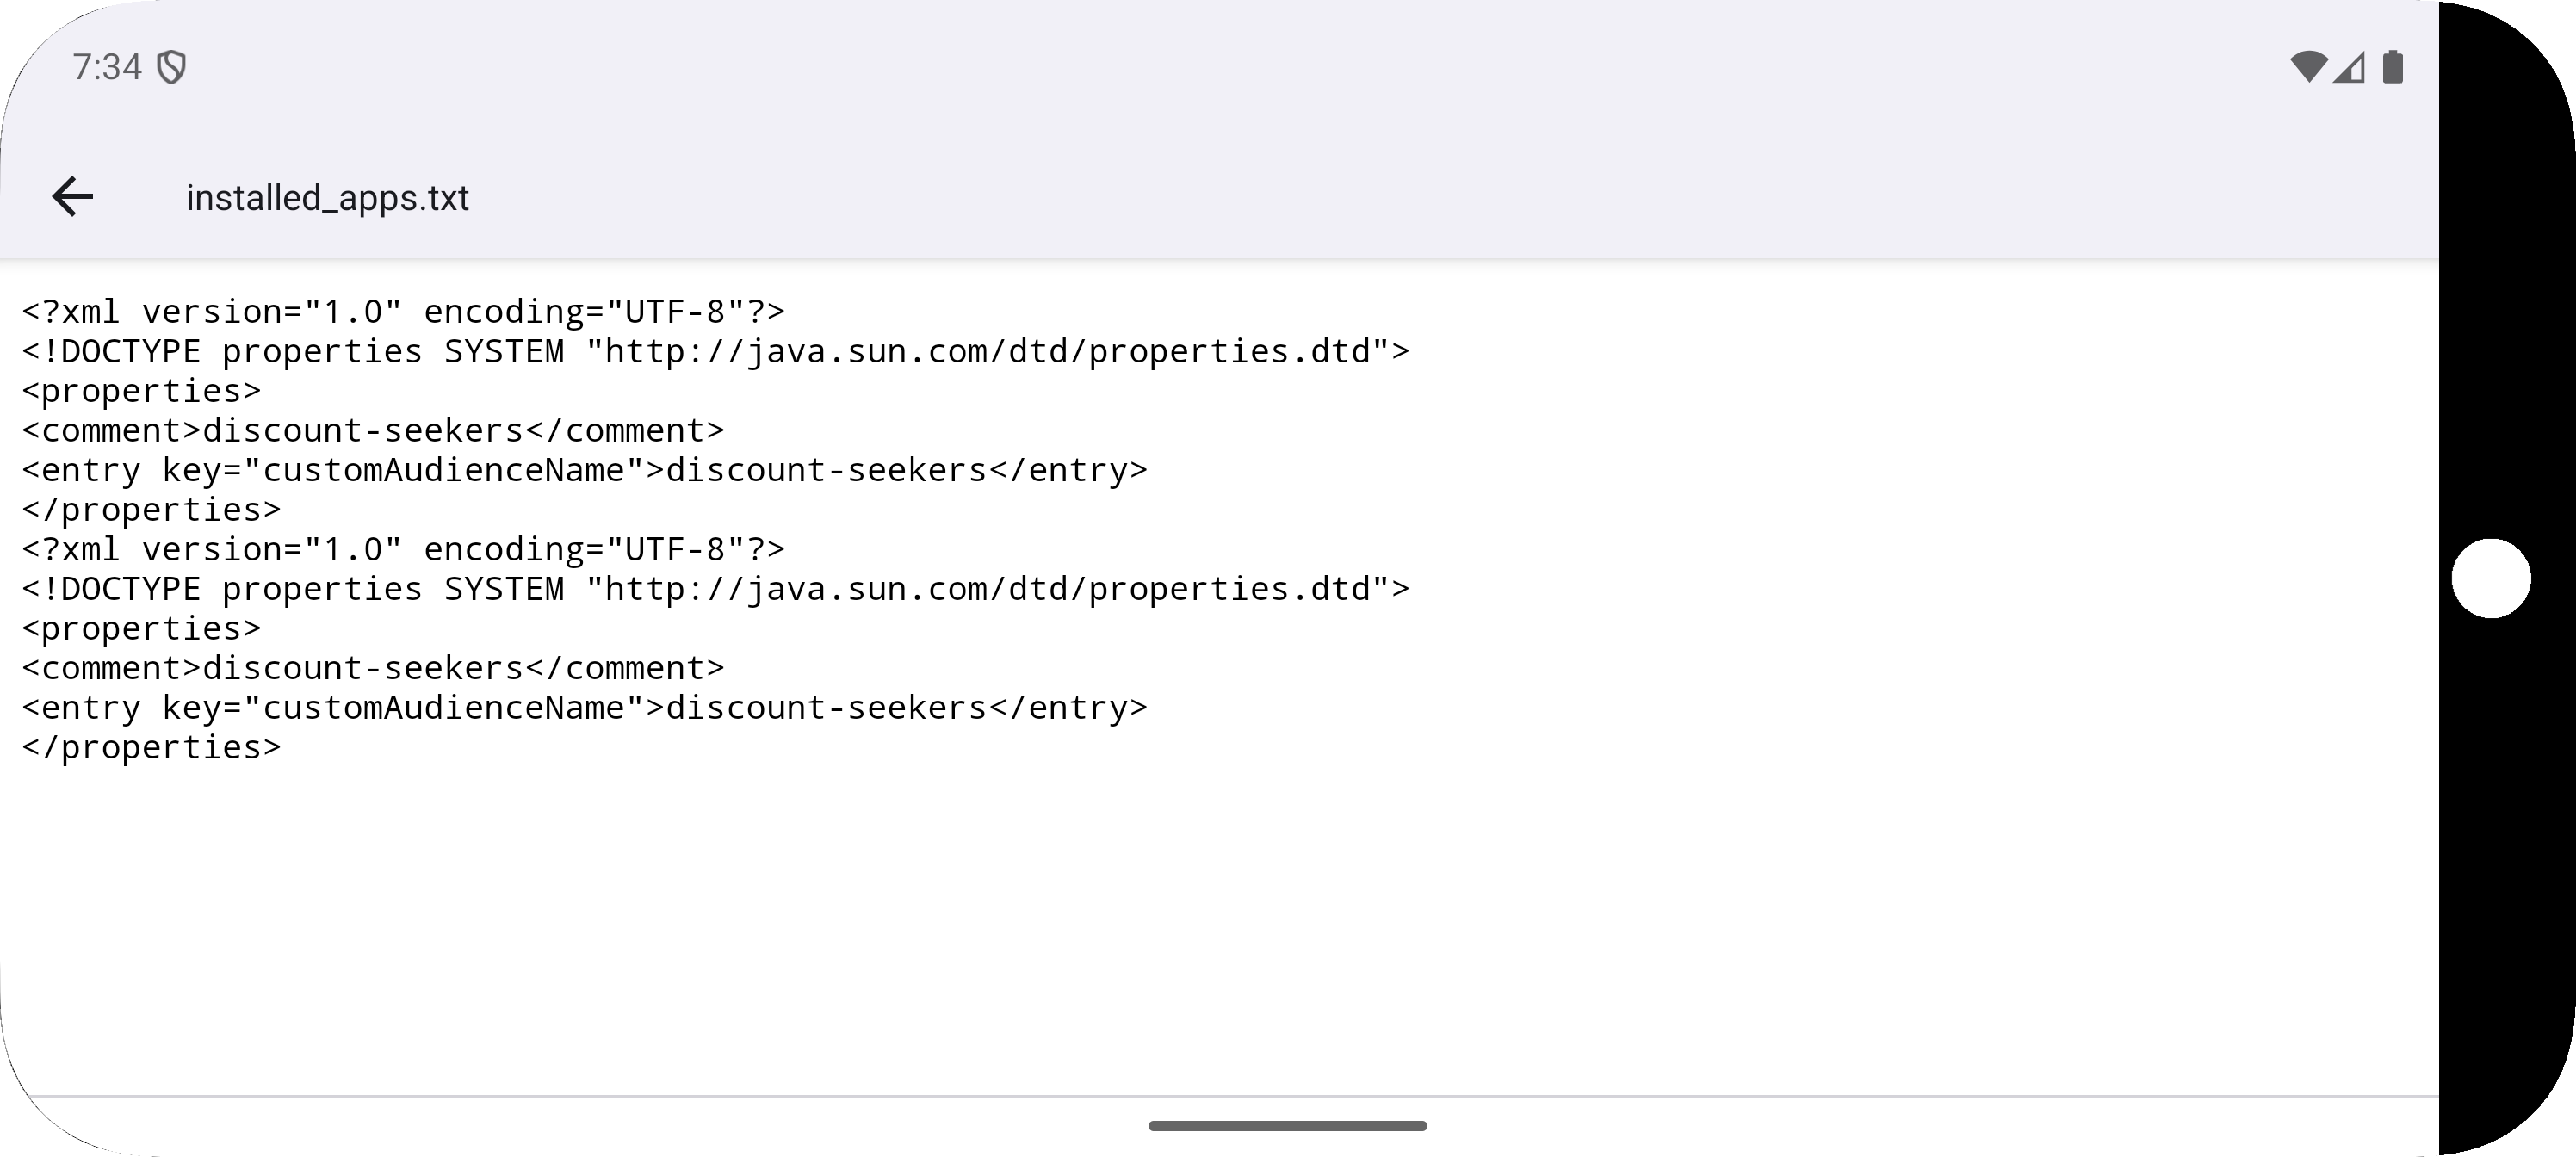 7:34
installed_apps.txt
<?xml version="1.0" encoding="UTF-8"?>
<!DOCTYPE properties SYSTEM "http://java.sun.com/dtd/properties.dtd">
<properties>
<comment>discount-seekers</comment>
<entry key="customAudienceName">discount-seekers</entry>
</properties>
<?xml version="1.0" encoding="UTF-8"?>
<!DOCTYPE properties SYSTEM "http://java.sun.com/dtd/properties.dtd">
<properties>
<comment>discount-seekers</comment>
<entry key="customAudienceName">discount-seekers</entry>
</properties>